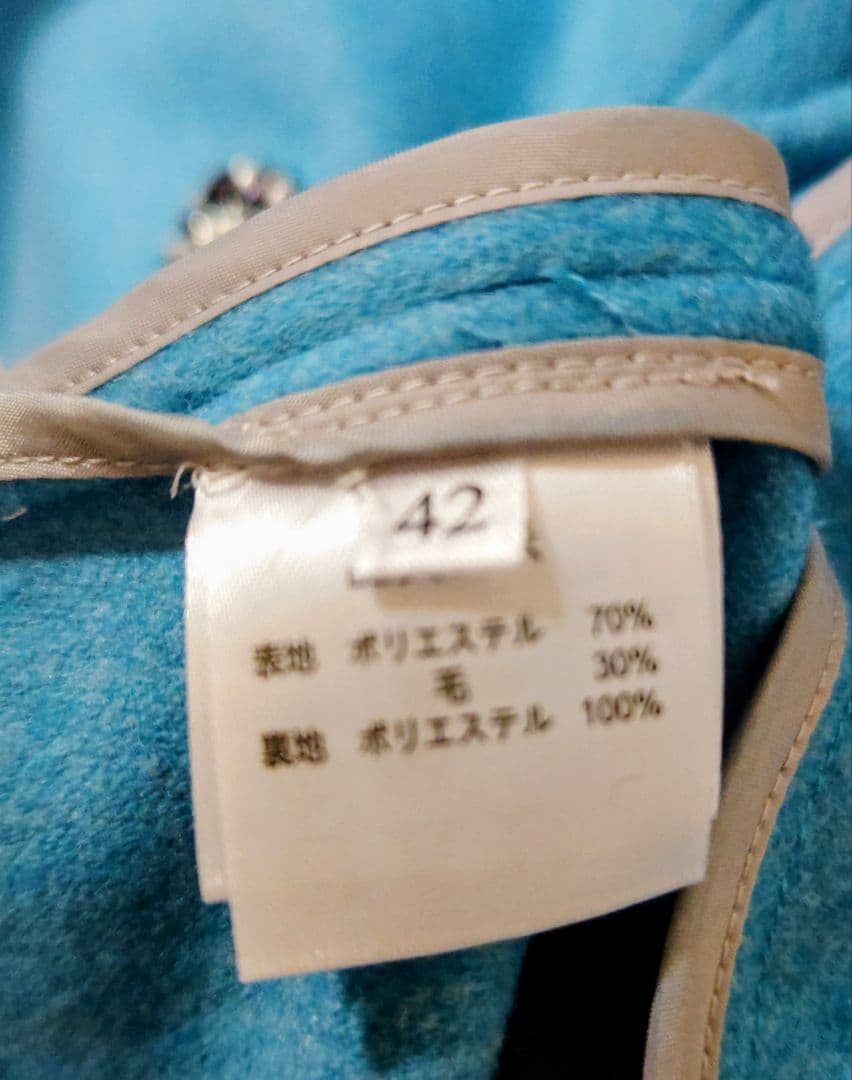 42
表地 ポリエステル 70%
毛 30%
裏地 ポリエステル 100%